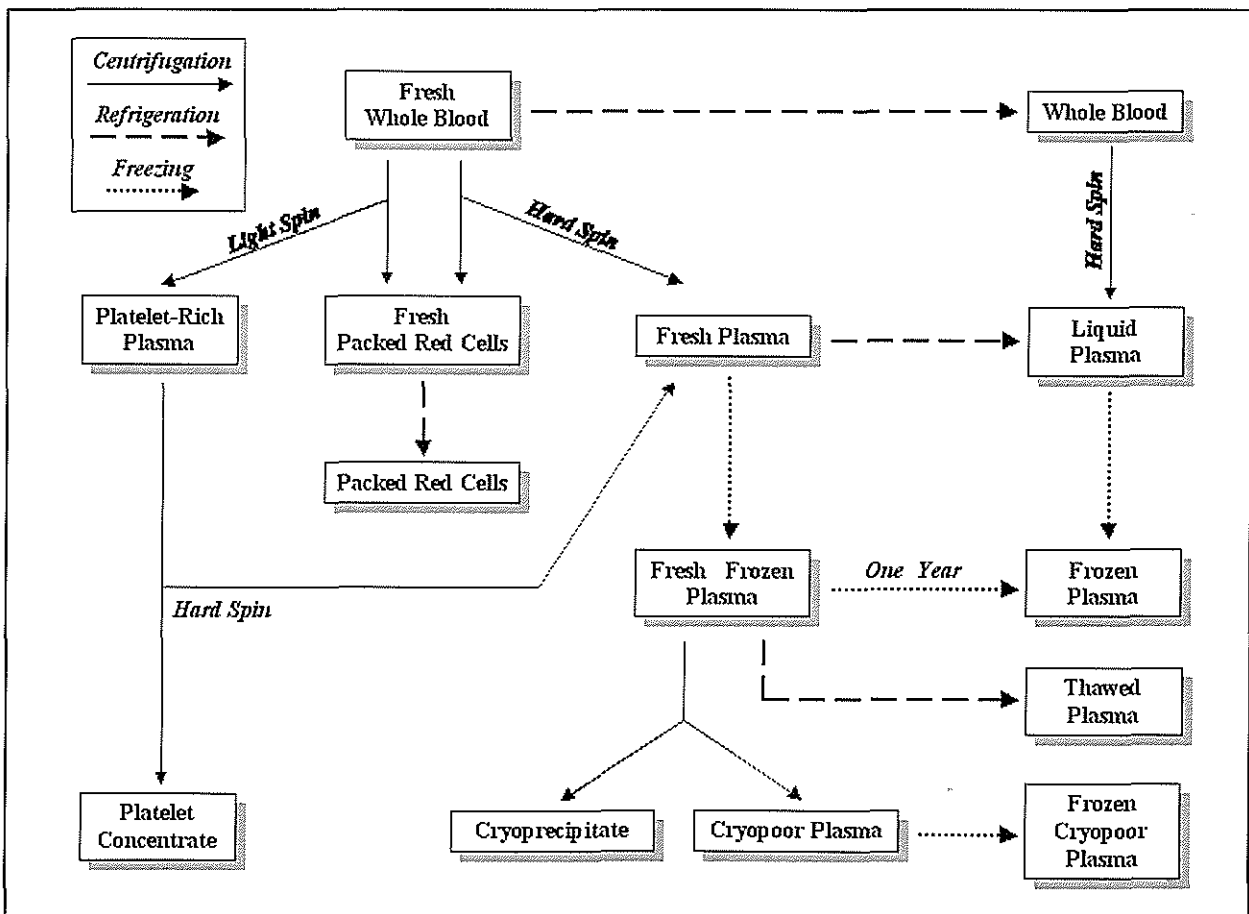 Centrifugation
Refrigeration
Freezing
Fresh
Whole Blood
Whole Blood
Light Spin
Hard Spin
Hard Spin
Platelet-Rich
Plasma
Fresh
Packed Red Cells
Fresh Plasma
Liquid
Plasma
Packed Red Cells
Fresh Frozen
Plasma
One Year
Frozen
Plasma
Hard Spin
Thawed
Plasma
Platelet
Concentrate
Cryoprecipitate
Cryopoor Plasma
Frozen
Cryopoor
Plasma